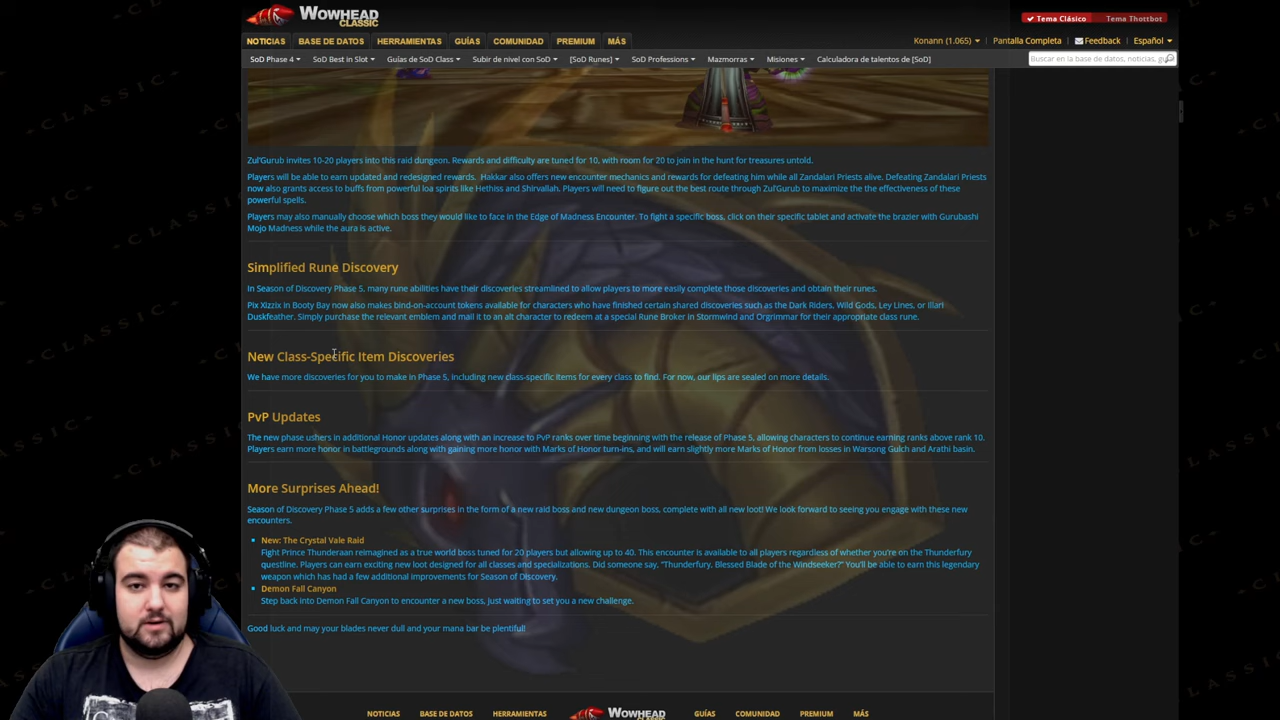 WOWHEAD
CLASSIC
Tema Clásico
Tema Thottbot
NOTICIAS
BASE DE DATOS
HERRAMIENTAS
GUÍAS
COMUNIDAD
PREMIUM
MÁS
Konann (1.065)
Pantalla Completa
Feedback
Español
SoD Phase 4
SoD Best in Slot
Guías de SoD Class
Subir de nivel con SoD
[SoD Runes]
SoD Professions
Mazmorras
Misiones
Calculadora de talentos de [SoD]
Zul'Gurub invites 10-20 players into this raid dungeon. Rewards and difficulty are tuned for 10, with room for 20 to join in the hunt for treasures untold.
Players will be able to earn updated and redesigned rewards. Hakkar also offers new encounter mechanics and rewards for defeating him while all Zandalari Priests alive. Defeating Zandalari Priests
now also grants access to buffs from powerful loa spirits like Hethiss and Shirvallah. Players will need to figure out the best route through Zul'Gurub to maximize the the effectiveness of these
powerful spells.
Players may also manually choose which boss they would like to face in the Edge of Madness Encounter. To fight a specific boss, click on their specific tablet and activate the brazier with Gurubashi
Mojo Madness while the aura is active.
Simplified Rune Discovery
In Season of Discovery Phase 5, many rune abilities have their discoveries streamlined to allow players to more easily complete those discoveries and obtain their runes.
Pix Xizzix in Booty Bay now also makes bind-on-account tokens available for characters who have finished certain shared discoveries such as the Dark Riders, Wild Gods, Ley Lines, or Illari
Duskfeather. Simply purchase the relevant emblem and mail it to an alt character to redeem at a special Rune Broker in Stormwind and Orgrimmar for their appropriate class rune.
New Class-Specific Item Discoveries
We have more discoveries for you to make in Phase 5, including new class-specific items for every class to find. For now, our lips are sealed on more details.
PvP Updates
The new phase ushers in additional Honor updates along with an increase to PvP ranks over time beginning with the release of Phase 5, allowing characters to continue earning ranks above rank 10.
Players earn more honor in battlegrounds along with gaining more honor with Marks of Honor turn-ins, and will earn slightly more Marks of Honor from losses in Warsong Gulch and Arathi basin.
More Surprises Ahead!
Season of Discovery Phase 5 adds a few other surprises in the form of a new raid boss and new dungeon boss, complete with all new loot! We look forward to seeing you engage with these new
encounters.
New: The Crystal Vale Raid
Fight Prince Thunderaan reimagined as a true world boss tuned for 20 players but allowing up to 40. This encounter is available to all players regardless of whether you're on the Thunderfury
questline. Players can earn exciting new loot designed for all classes and specializations. Did someone say, "Thunderfury, Blessed Blade of the Windseeker?" You'll be able to earn this legendary
weapon which has had a few additional improvements for Season of Discovery.
Demon Fall Canyon
Step back into Demon Fall Canyon to encounter a new boss, just waiting to set you a new challenge.
Good luck and may your blades never dull and your mana bar be plentiful!
NOTICIAS
BASE DE DATOS
HERRAMIENTAS
WOWHEAD
GUÍAS
COMUNIDAD
PREMIUM
MÁS